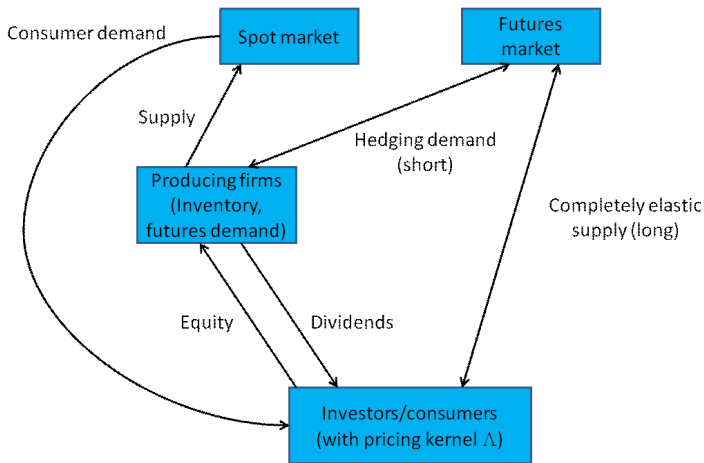 Consumer demand
Spot market
Futures
market
Supply
Hedging demand
(short)
Producing firms
(Inventory,
futures demand)
Completely elastic
supply (long)
Equity
Dividends
Investors/consumers
(with pricing kernel Λ)